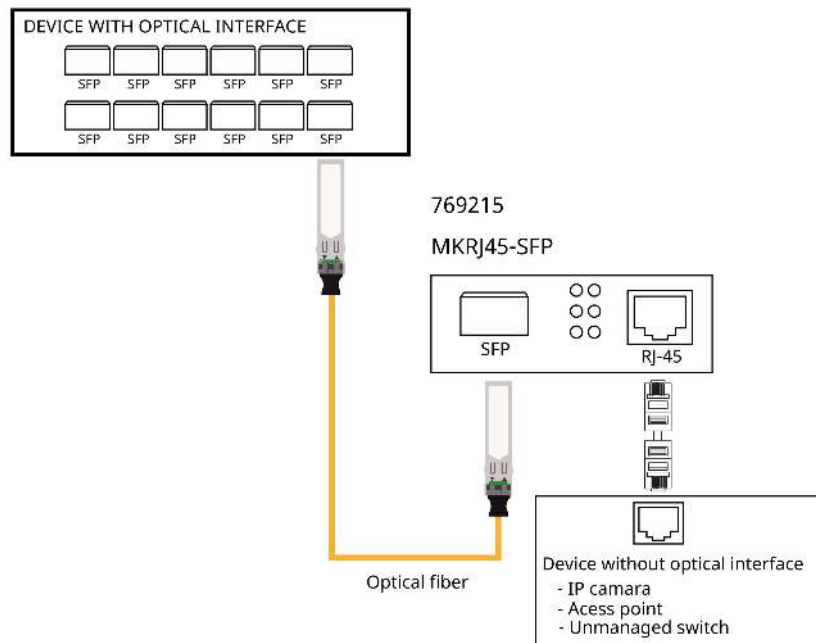 DEVICE WITH OPTICAL INTERFACE
SFP SFP SFP SFP SFP SFP
SFP SFP SFP SFP SFP SFP
769215
MKRJ45-SFP
SFP
RJ-45
Optical fiber
Device without optical interface
- IP camara
- Acess point
- Unmanaged switch